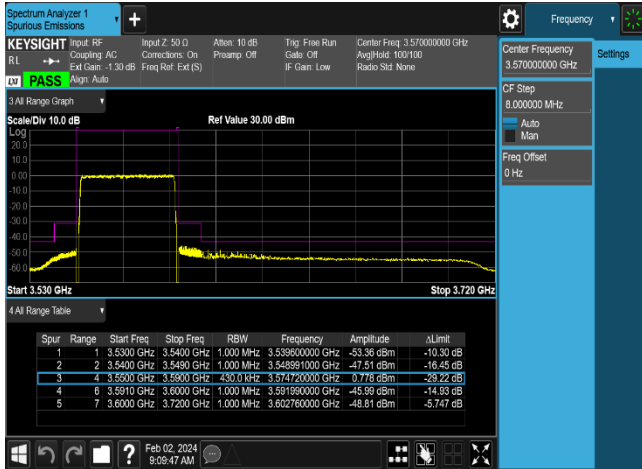 Spectrum Analyzer 1
Spurious Emissions
Frequency
KEYSIGHT Input: RF Input Z: 50 Ω Atten: 10 dB Trig: Free Run Center Freq: 3.570000000 GHz
RL Coupling: AC Corrections: On Preamp: Off Gate: Off Avg|Hold: 100/100
Ext Gain: -1.30 dB Freq Ref: Ext (S) IF Gain: Low Radio Std: None
LXI PASS Align: Auto
Center Frequency
3.570000000 GHz
Settings
CF Step
8.000000 MHz
Auto
Man
Freq Offset
0 Hz
3 All Range Graph
Scale/Div 10.0 dB Ref Value 30.00 dBm
Log
20.0
10.0
0.00
-10.0
-20.0
-30.0
-40.0
-50.0
-60.0
Start 3.530 GHz Stop 3.720 GHz
4 All Range Table
Spur Range Start Freq Stop Freq RBW Frequency Amplitude ΔLimit
1 1 3.5300 GHz 3.5400 GHz 1.000 MHz 3.539600000 GHz -53.36 dBm -10.30 dB
2 2 3.5400 GHz 3.5490 GHz 1.000 MHz 3.548991000 GHz -47.51 dBm -16.45 dB
3 4 3.5500 GHz 3.5900 GHz 430.0 kHz 3.574720000 GHz 0.778 dBm -29.22 dB
4 6 3.5910 GHz 3.6000 GHz 1.000 MHz 3.591990000 GHz -45.99 dBm -14.93 dB
5 7 3.6000 GHz 3.7200 GHz 1.000 MHz 3.602760000 GHz -48.81 dBm -5.747 dB
Feb 02, 2024
9:09:47 AM